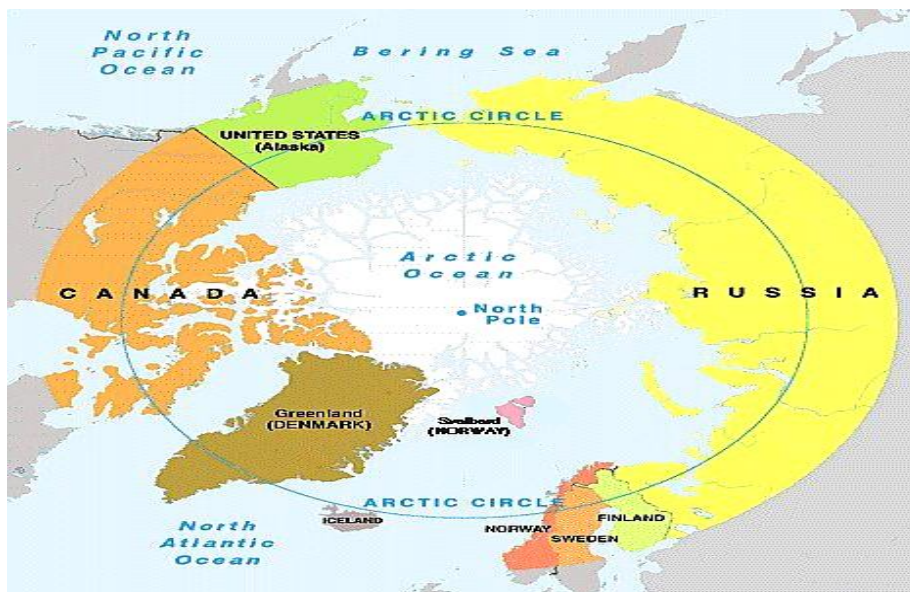 North
Pacific
Ocean
Bering Sea
ARCTIC CIRCLE
UNITED STATES
(Alaska)
Arctic
Ocean
CANADA
RUSSIA
North
Pole
Greenland
(DENMARK)
Svalbard
(NORWAY)
ARCTIC CIRCLE
ICELAND
NORWAY
FINLAND
SWEDEN
North
Atlantic
Ocean